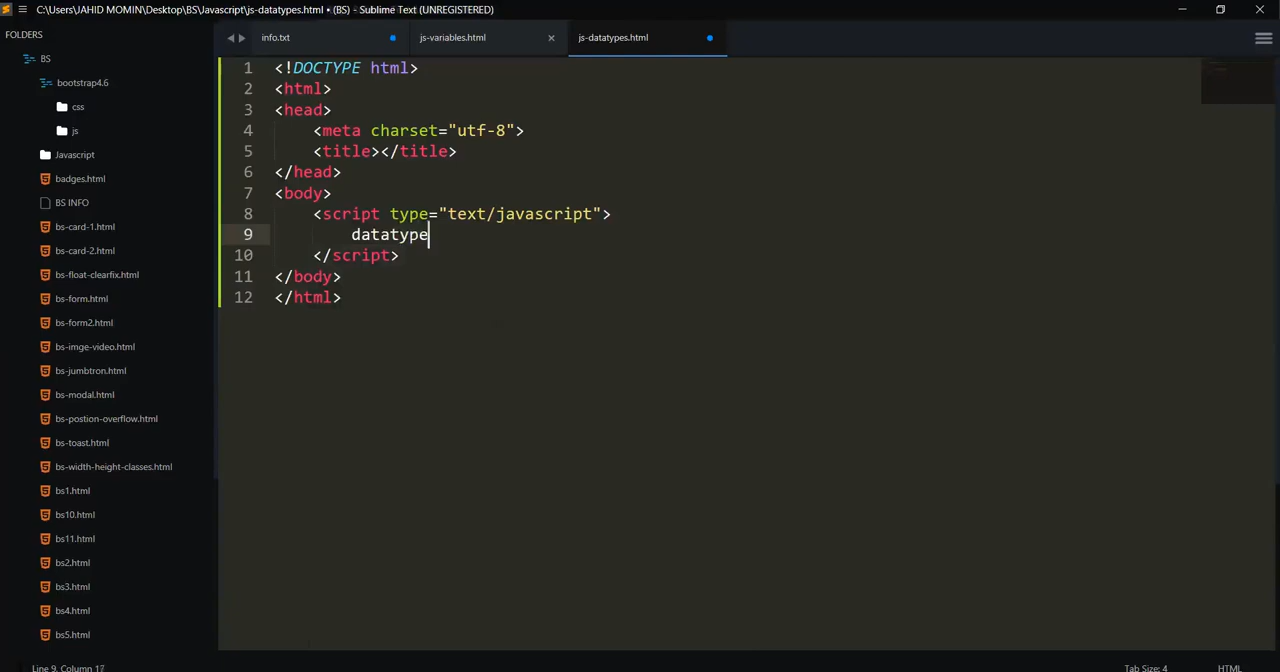 C:\Users\JAHID MOMIN\Desktop\BS\Javascript\js-datatypes.html • (BS) - Sublime Text (UNREGISTERED)
FOLDERS
BS
bootstrap4.6
css
js
Javascript
badges.html
BS INFO
bs-card-1.html
bs-card-2.html
bs-float-clearfix.html
bs-form.html
bs-form2.html
bs-imge-video.html
bs-jumbtron.html
bs-modal.html
bs-postion-overflow.html
bs-toast.html
bs-width-height-classes.html
bs1.html
bs10.html
bs11.html
bs2.html
bs3.html
bs4.html
bs5.html
info.txt
js-variables.html
js-datatypes.html
1 <!DOCTYPE html>
2 <html>
3 <head>
4 <meta charset="utf-8">
5 <title></title>
6 </head>
7 <body>
8 <script type="text/javascript">
9 datatype
10 </script>
11 </body>
12 </html>
Line 9, Column 17
Tab Size: 4
HTML